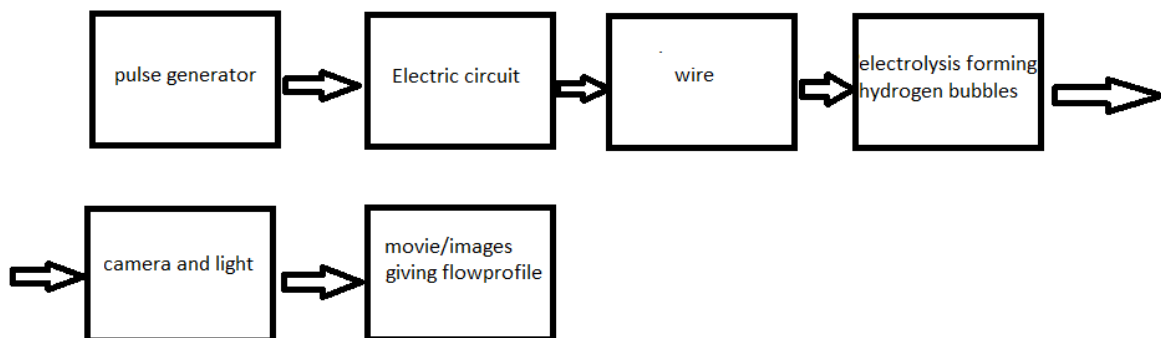 pulse generator
Electric circuit
wire
electrolysis forming
hydrogen bubbles
camera and light
movie/images
giving flowprofile